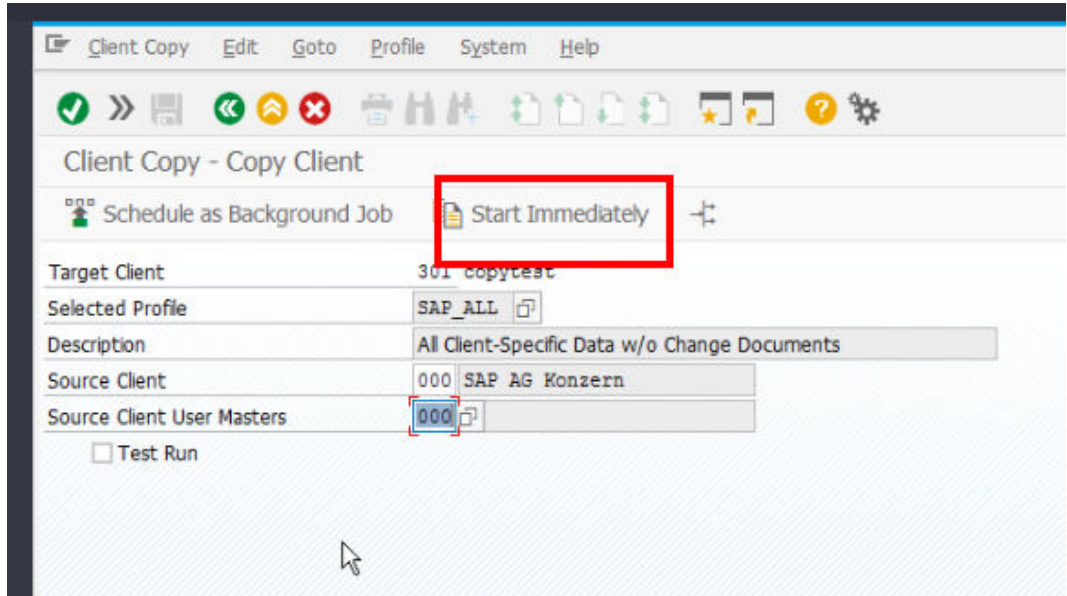 Client Copy Edit Goto Profile System Help
Client Copy - Copy Client
Schedule as Background Job Start Immediately
Target Client 301 copytest
Selected Profile SAP_ALL
Description All Client-Specific Data w/o Change Documents
Source Client 000 SAP AG Konzern
Source Client User Masters 000
Test Run